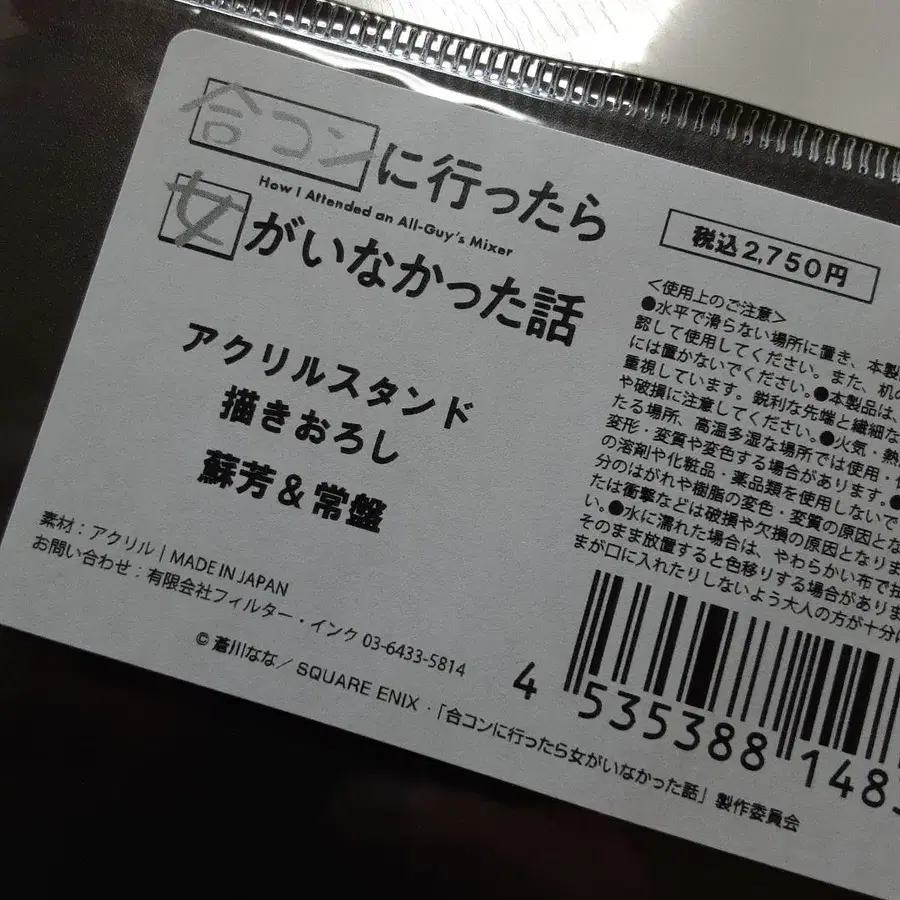 合コンに行ったら
How I Attended an All-Guy's Mixer
女がいなかった話
アクリルスタンド
描きおろし
蘇芳&常盤
素材:アクリル | MADE IN JAPAN
お問い合わせ:有限会社フィルター・インク 03-6433-5814
© 蒼川なな/ SQUARE ENIX・「合コンに行ったら女がいなかった話」製作委員会
税込2,750円
<使用上のご注意>
●水平で滑らない場所に置き、本製
認して使用してください。また、机の
には置かないでください。●本製品は、
重視しています。鋭利な先端と繊細な
や破損に注意してください。●火気・熱
たる場所、高温多湿な場所では使用・
変形・変質や変色する場合があります。●
の溶剤や化粧品・薬品類を使用しないで
分のはがれや樹脂の変色・変質の原因とな
たは衝撃などは破損や欠損の原因となりま
い。●水に濡れた場合は、やわらかい布で拭
そのまま放置すると色移りする場合がありま
まが口に入れたりしないよう大人の方が十分に
4 535388 148